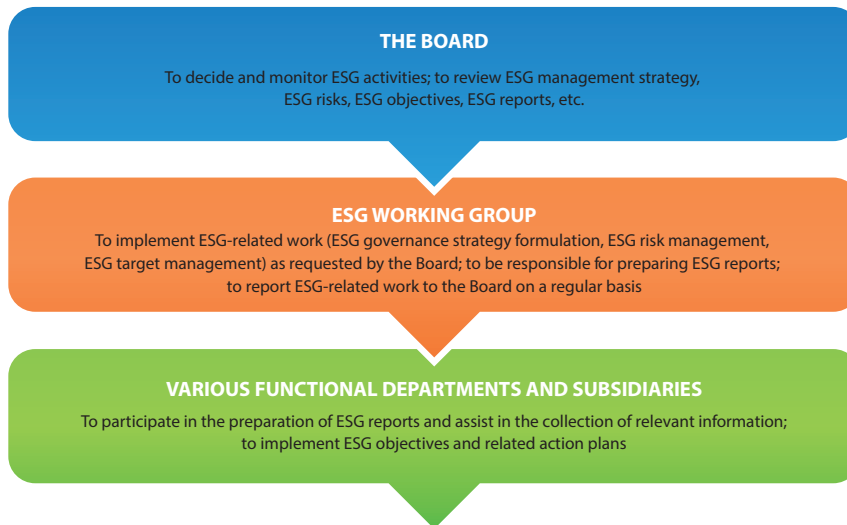 THE BOARD
To decide and monitor ESG activities; to review ESG management strategy,
ESG risks, ESG objectives, ESG reports, etc.
ESG WORKING GROUP
To implement ESG-related work (ESG governance strategy formulation, ESG risk management,
ESG target management) as requested by the Board; to be responsible for preparing ESG reports;
to report ESG-related work to the Board on a regular basis
VARIOUS FUNCTIONAL DEPARTMENTS AND SUBSIDIARIES
To participate in the preparation of ESG reports and assist in the collection of relevant information;
to implement ESG objectives and related action plans